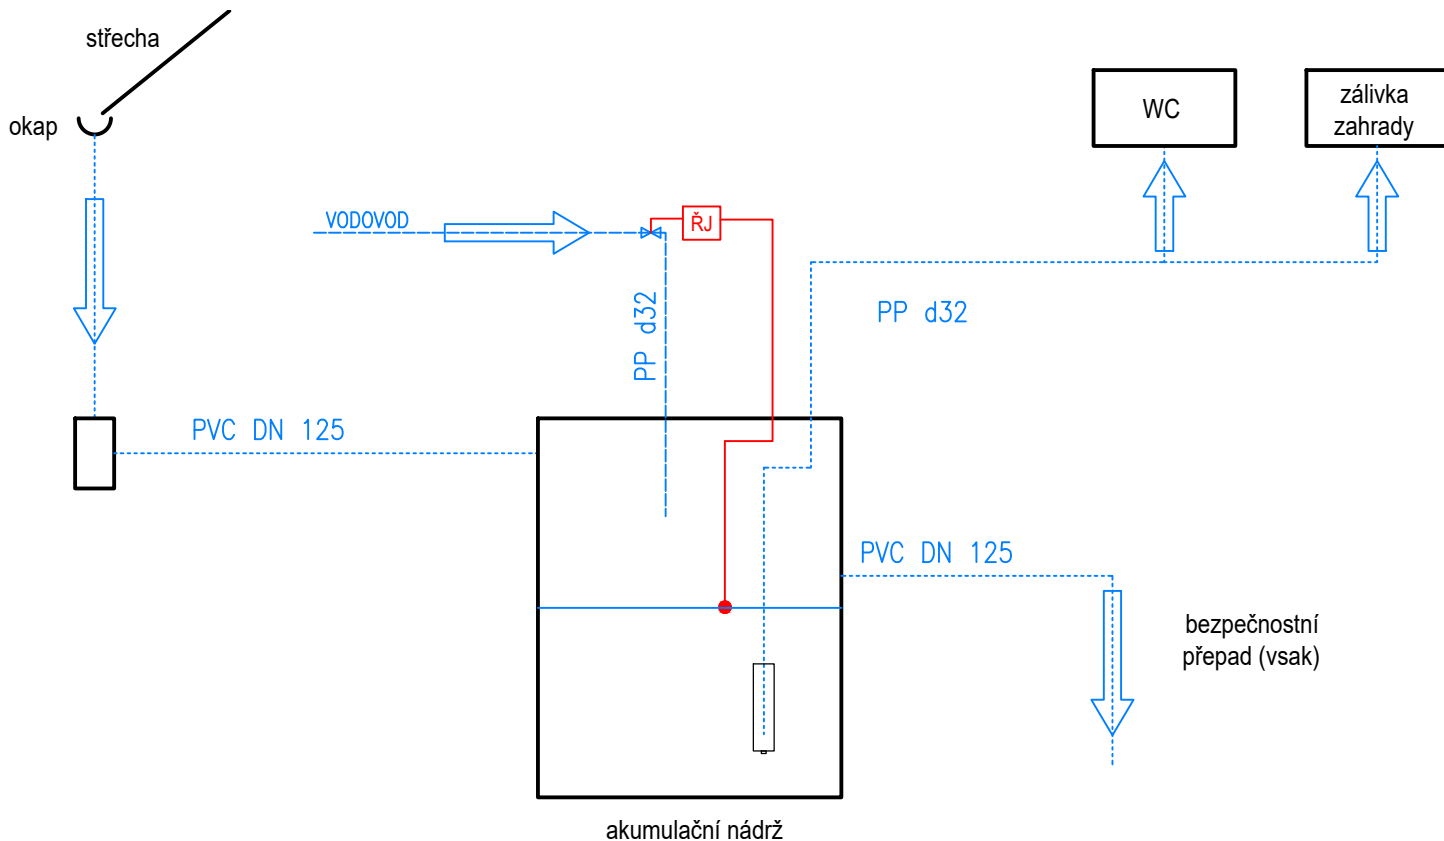 střecha
okap
WC
zálivka
zahrady
VODOVOD
ŘJ
PP d32
PP d32
PVC DN 125
PVC DN 125
bezpečnostní
přepad (vsak)
akumulační nádrž